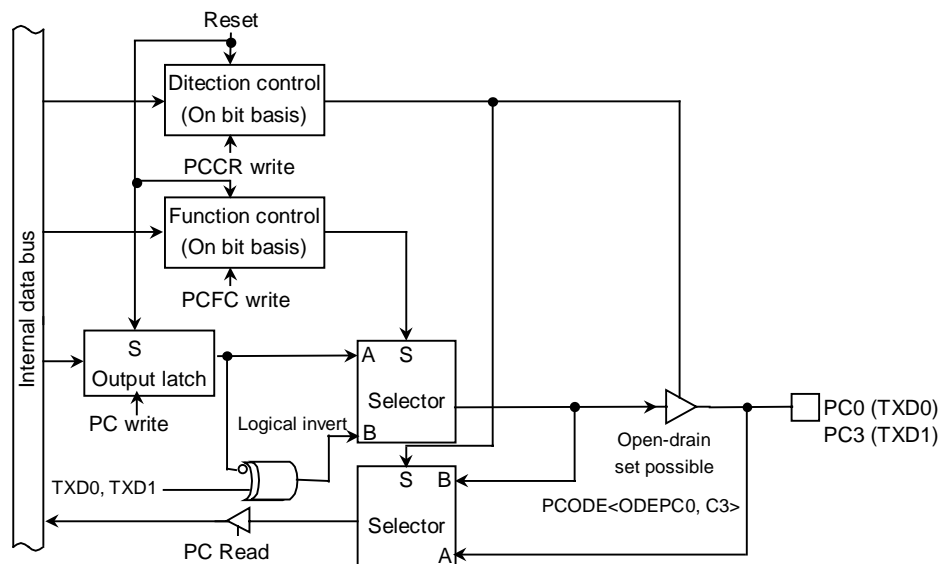 Reset
Ditection control
(On bit basis)
PCCR write
Function control
(On bit basis)
PCFC write
Internal data bus
S
Output latch
PC write
A
S
Selector
B
Logical invert
TXD0, TXD1
S
B
Selector
A
PC Read
Open-drain
set possible
PCODE<ODEPC0, C3>
PC0 (TXD0)
PC3 (TXD1)